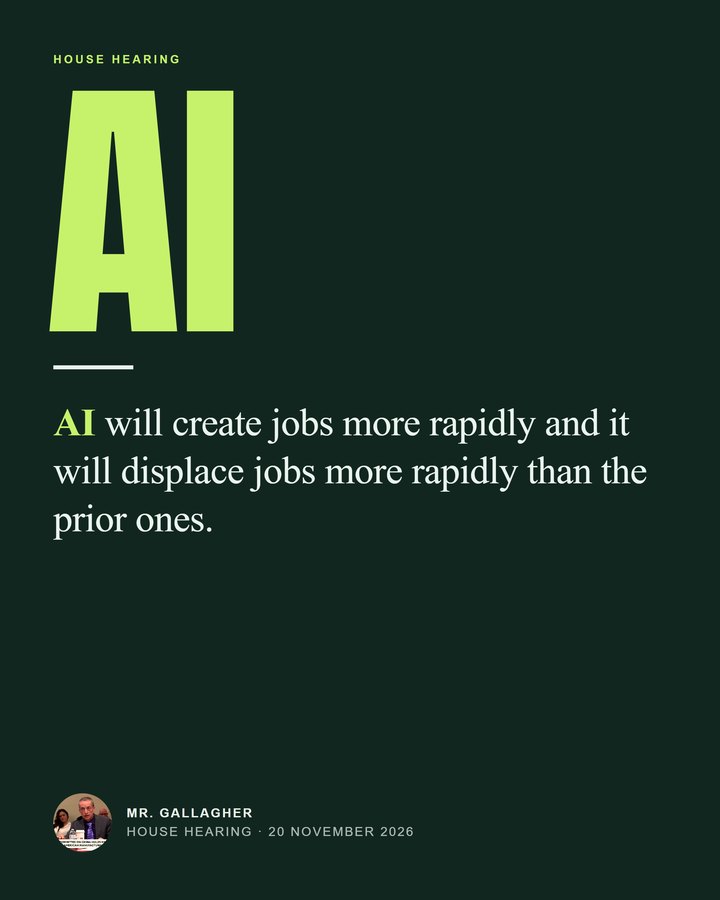 HOUSE HEARING
AI
AI will create jobs more rapidly and it
will displace jobs more rapidly than the
prior ones.
MR. GALLAGHER
HOUSE HEARING · 20 NOVEMBER 2026